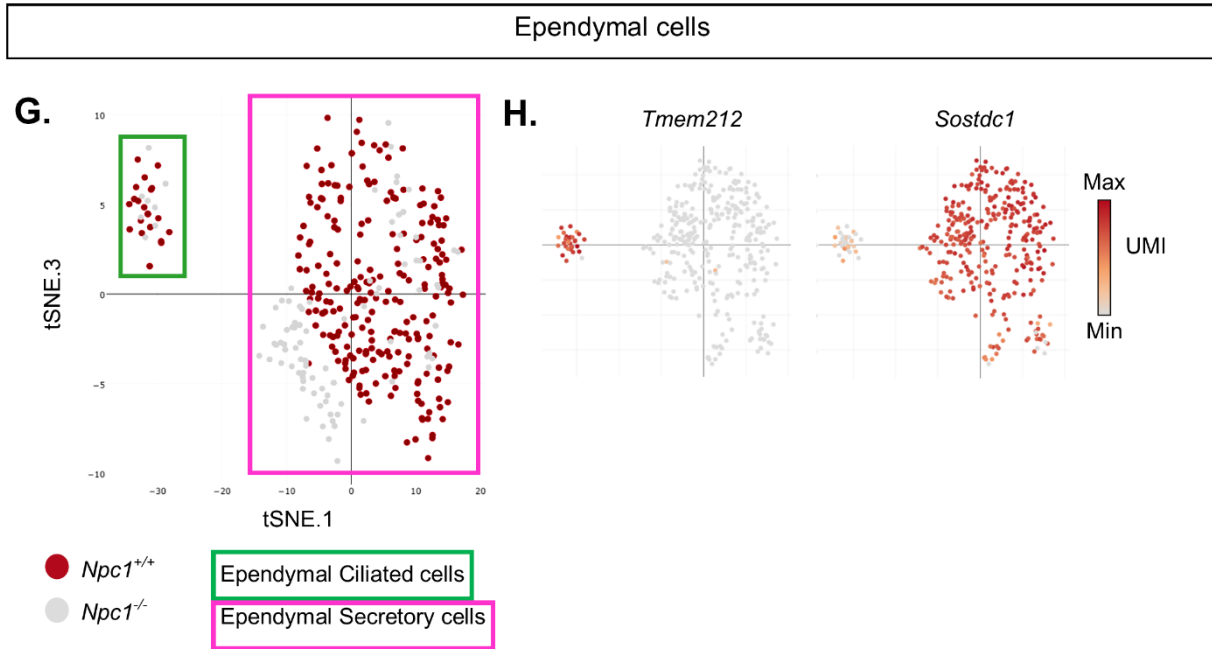 Ependymal cells
G.
10
5
0
−5
−10
−30
−20
−10
0
10
20
tSNE.3
tSNE.1
Npc1+/+
Npc1-/-
Ependymal Ciliated cells
Ependymal Secretory cells
H.
Tmem212
Sostdc1
Max
UMI
Min